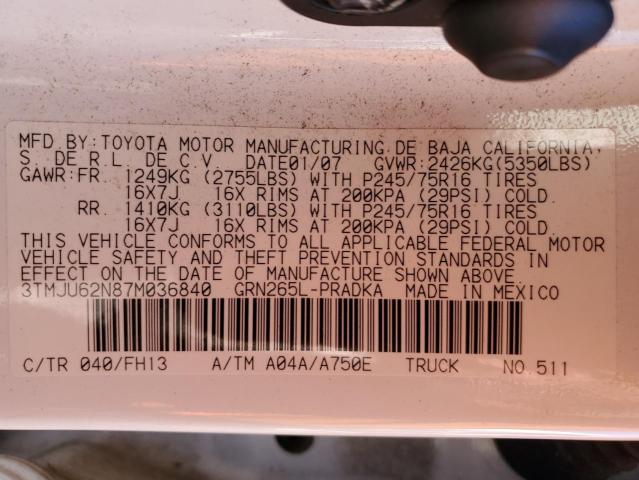 MFD BY:TOYOTA MOTOR MANUFACTURING DE BAJA CALIFORNIA,
S. DE R.L. DE C.V. DATE01/07 GVWR:2426KG(5350LBS)
GAWR:FR. 1249KG (2755LBS) WITH P245/75R16 TIRES
16X7J 16X RIMS AT 200KPA (29PSI) COLD.
RR. 1410KG (3110LBS) WITH P245/75R16 TIRES
16X7J 16X RIMS AT 200KPA (29PSI) COLD.
THIS VEHICLE CONFORMS TO ALL APPLICABLE FEDERAL MOTOR
VEHICLE SAFETY AND THEFT PREVENTION STANDARDS IN
EFFECT ON THE DATE OF MANUFACTURE SHOWN ABOVE
3TMJU62N87M036840 GRN265L-PRADKA MADE IN MEXICO
C/TR 040/FH13 A/TM A04A/A750E TRUCK NO.511